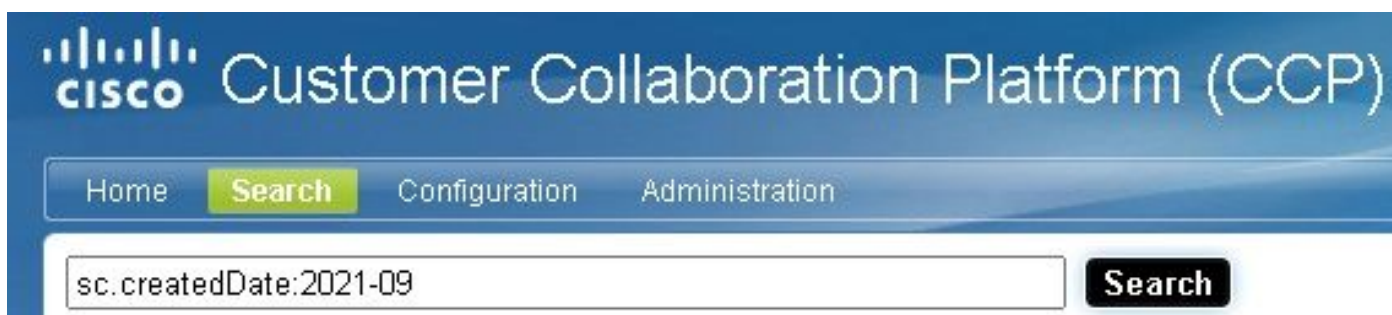 CISCO Customer Collaboration Platform (CCP)
Home Search Configuration Administration
sc.createdDate:2021-09 Search